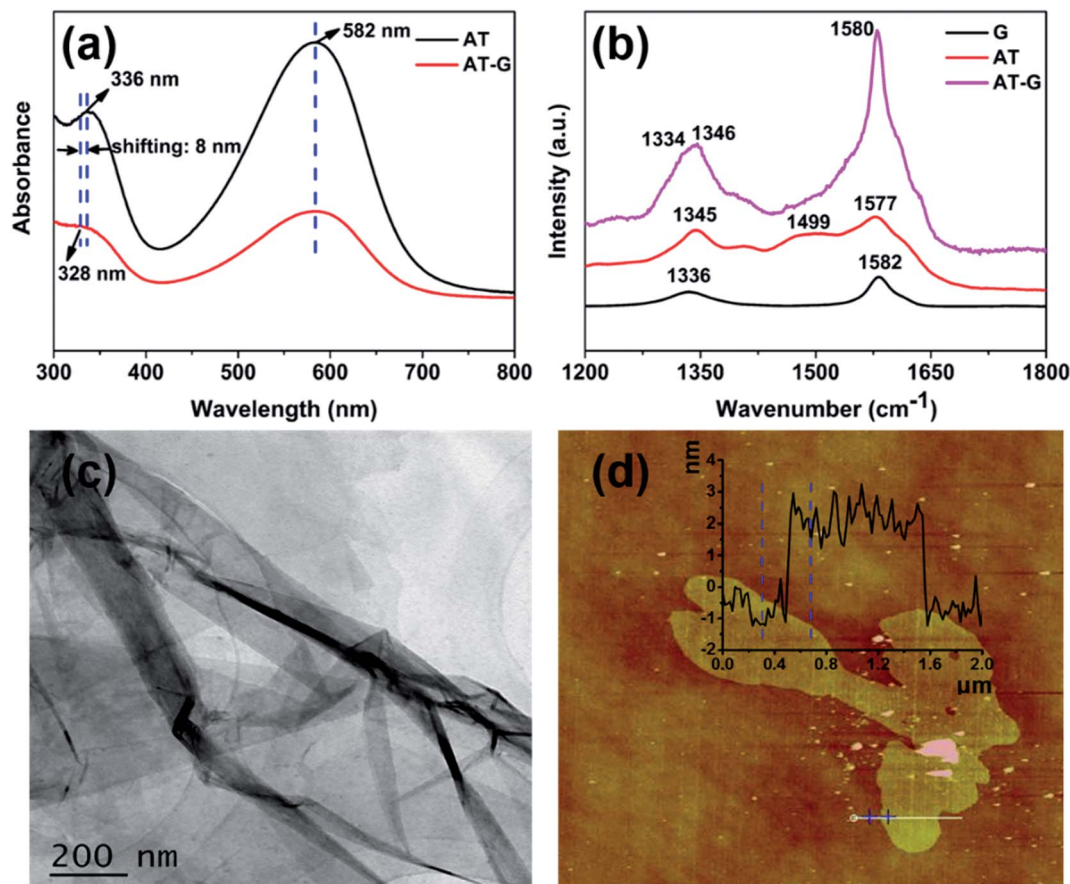 (a)
AT
AT-G
582 nm
336 nm
shifting: 8 nm
328 nm
Absorbance
300 400 500 600 700 800
Wavelength (nm)
(b)
G
AT
AT-G
1580
1334 1346
1345
1499
1577
1336
1582
Intensity (a.u.)
1200 1350 1500 1650 1800
Wavenumber (cm⁻¹)
(c)
200 nm
(d)
nm
4
3
2
1
0
-1
-2
0.0 0.4 0.8 1.2 1.6 2.0
μm